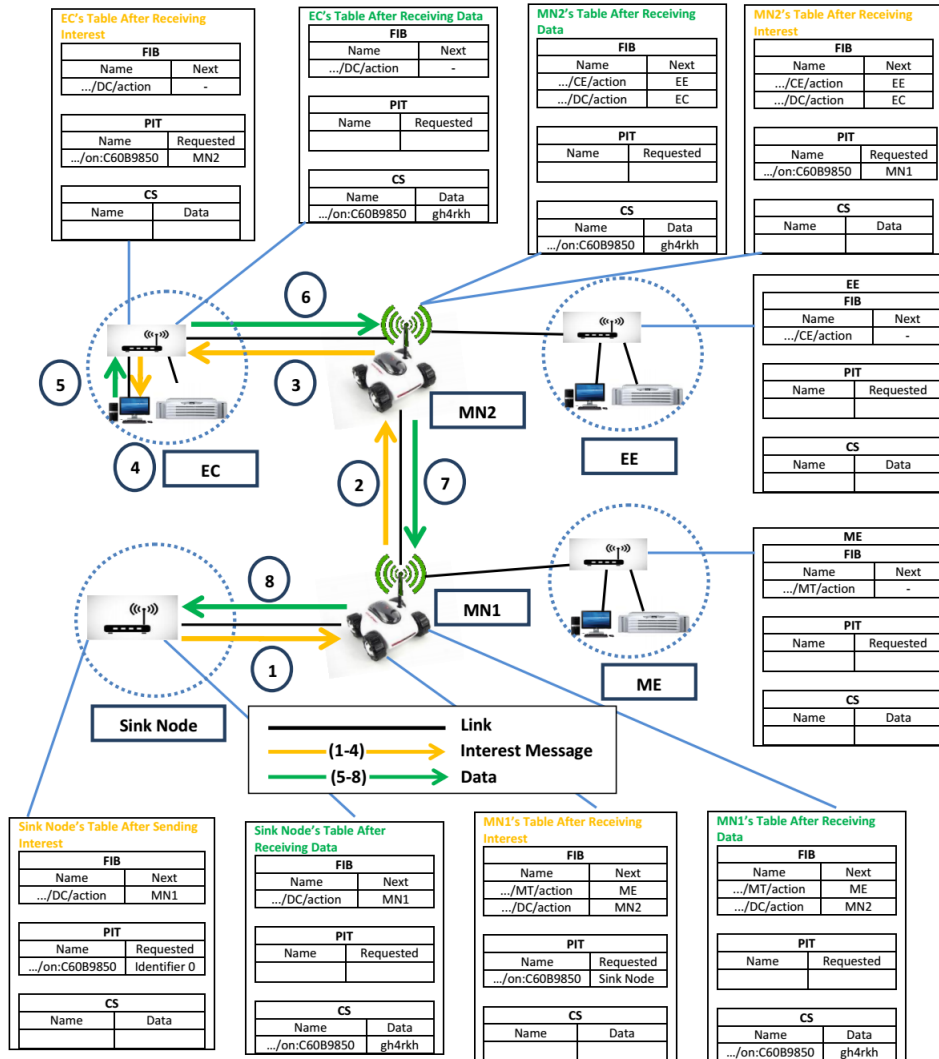 EC's Table After Receiving
Interest
FIB
Name Next
.../DC/action -
PIT
Name Requested
.../on:C60B9850 MN2
CS
Name Data
EC's Table After Receiving Data
FIB
Name Next
.../DC/action -
PIT
Name Requested
CS
Name Data
.../on:C60B9850 gh4rkh
MN2's Table After Receiving
Data
FIB
Name Next
.../CE/action EE
.../DC/action EC
PIT
Name Requested
CS
Name Data
.../on:C60B9850 gh4rkh
MN2's Table After Receiving
Interest
FIB
Name Next
.../CE/action EE
.../DC/action EC
PIT
Name Requested
.../on:C60B9850 MN1
CS
Name Data
6
5
3
MN2
4
EC
2
7
EE
EE
FIB
Name Next
.../CE/action -
PIT
Name Requested
CS
Name Data
8
MN1
1
Sink Node
ME
ME
FIB
Name Next
.../MT/action -
PIT
Name Requested
CS
Name Data
Link
(1-4) Interest Message
(5-8) Data
Sink Node's Table After Sending
Interest
FIB
Name Next
.../DC/action MN1
PIT
Name Requested
.../on:C60B9850 Identifier 0
CS
Name Data
Sink Node's Table After
Receiving Data
FIB
Name Next
.../DC/action MN1
PIT
Name Requested
CS
Name Data
.../on:C60B9850 gh4rkh
MN1's Table After Receiving
Interest
FIB
Name Next
.../MT/action ME
.../DC/action MN2
PIT
Name Requested
.../on:C60B9850 Sink Node
CS
Name Data
MN1's Table After Receiving
Data
FIB
Name Next
.../MT/action ME
.../DC/action MN2
PIT
Name Requested
CS
Name Data
.../on:C60B9850 gh4rkh